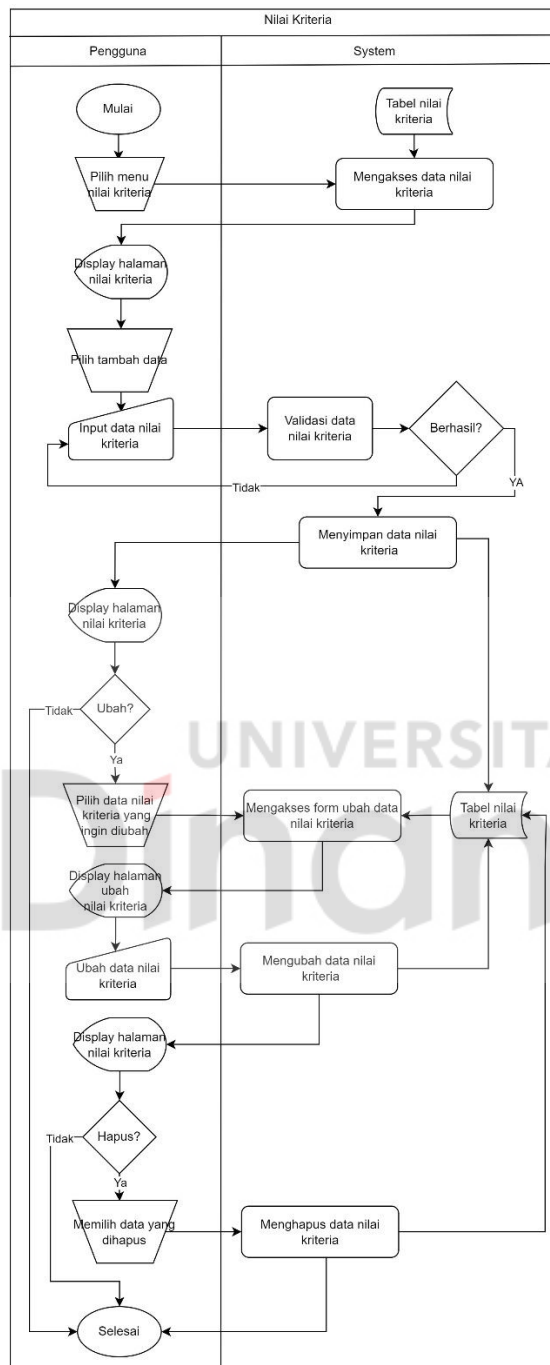 Nilai Kriteria
Pengguna
System
Mulai
Tabel nilai
kriteria
Pilih menu
nilai kriteria
Mengakses data nilai
kriteria
Display halaman
nilai kriteria
Pilih tambah data
Input data nilai
kriteria
Validasi data
nilai kriteria
Berhasil?
Tidak
YA
Menyimpan data nilai
kriteria
Display halaman
nilai kriteria
Tidak
Ubah?
Ya
UNIVERSITA
Dinam
Pilih data nilai
kriteria yang
ingin diubah
Mengakses form ubah data
nilai kriteria
Tabel nilai
kriteria
Display halaman
ubah
nilai kriteria
Ubah data nilai
kriteria
Mengubah data nilai
kriteria
Display halaman
nilai kriteria
Tidak
Hapus?
Ya
Memilih data yang
dihapus
Menghapus data nilai
kriteria
Selesai